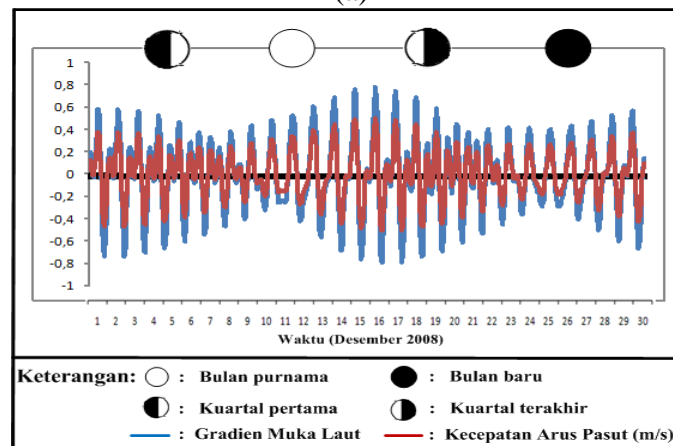 1
0,8
0,6
0,4
0,2
0
-0,2
-0,4
-0,6
-0,8
-1
1 2 3 4 5 6 7 8 9 10 11 12 13 14 15 16 17 18 19 20 21 22 23 24 25 26 27 28 29 30
Waktu (Desember 2008)
Keterangan: : Bulan purnama : Bulan baru
: Kuartal pertama : Kuartal terakhir
: Gradien Muka Laut : Kecepatan Arus Pasut (m/s)